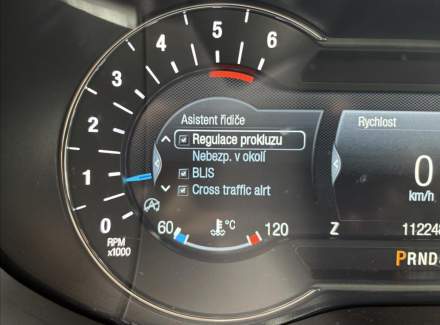 6
5
4
3
2
1
0
RPM
x1000
Asistent řidiče
Regulace prokluzu
Nebezp. v okolí
BLIS
Cross traffic alrt
60
°C
120
Rychlost
0
km/h
Z
112248
PRND